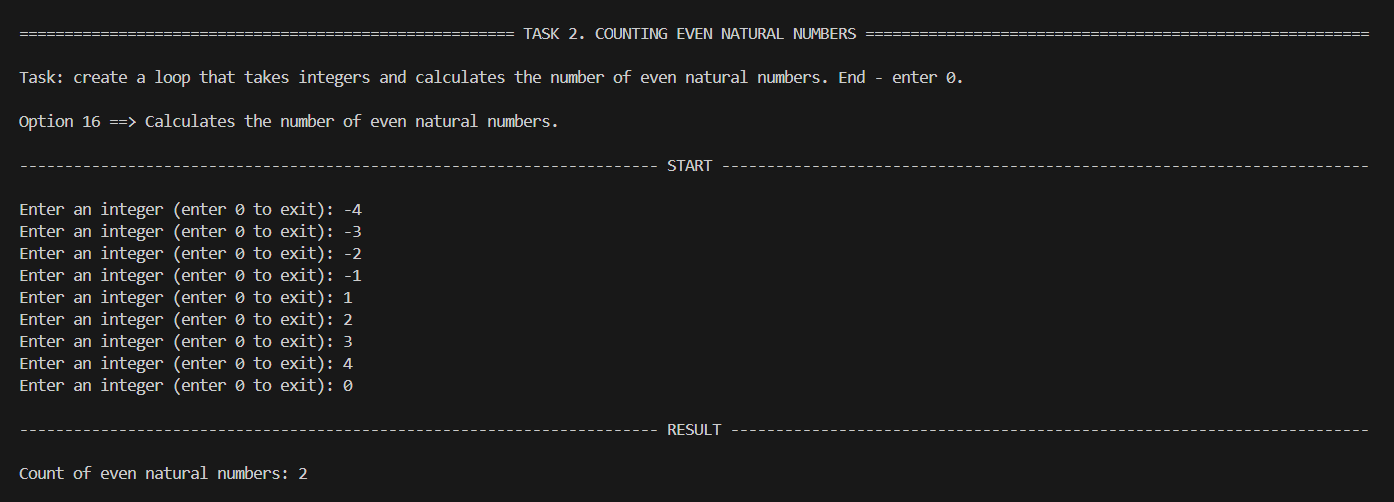 ======================================================= TASK 2. COUNTING EVEN NATURAL NUMBERS ========================================================
Task: create a loop that takes integers and calculates the number of even natural numbers. End - enter 0.
Option 16 ==> Calculates the number of even natural numbers.
----------------------------------------------------------------------- START ------------------------------------------------------------------------
Enter an integer (enter 0 to exit): -4
Enter an integer (enter 0 to exit): -3
Enter an integer (enter 0 to exit): -2
Enter an integer (enter 0 to exit): -1
Enter an integer (enter 0 to exit): 1
Enter an integer (enter 0 to exit): 2
Enter an integer (enter 0 to exit): 3
Enter an integer (enter 0 to exit): 4
Enter an integer (enter 0 to exit): 0
----------------------------------------------------------------------- RESULT -----------------------------------------------------------------------
Count of even natural numbers: 2